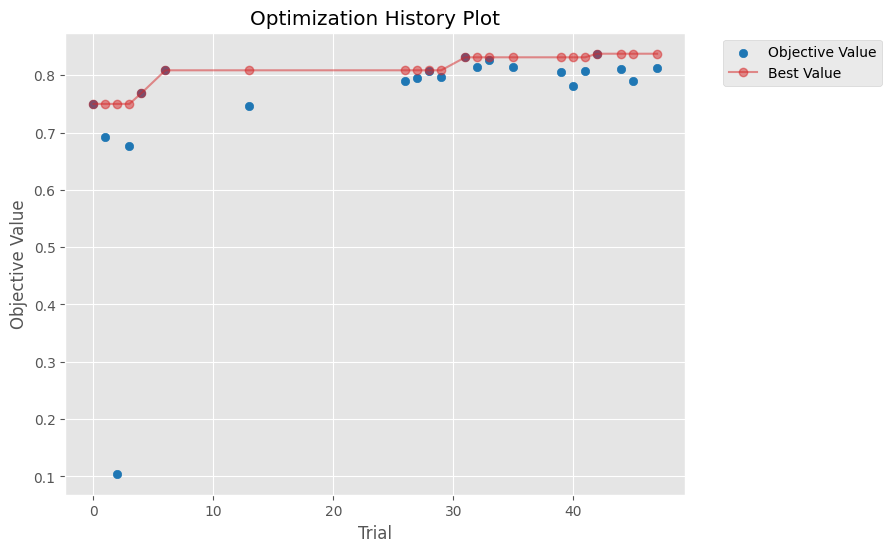 Optimization History Plot
Objective Value
Best Value
Objective Value
0.8
0.7
0.6
0.5
0.4
0.3
0.2
0.1
0 10 20 30 40
Trial